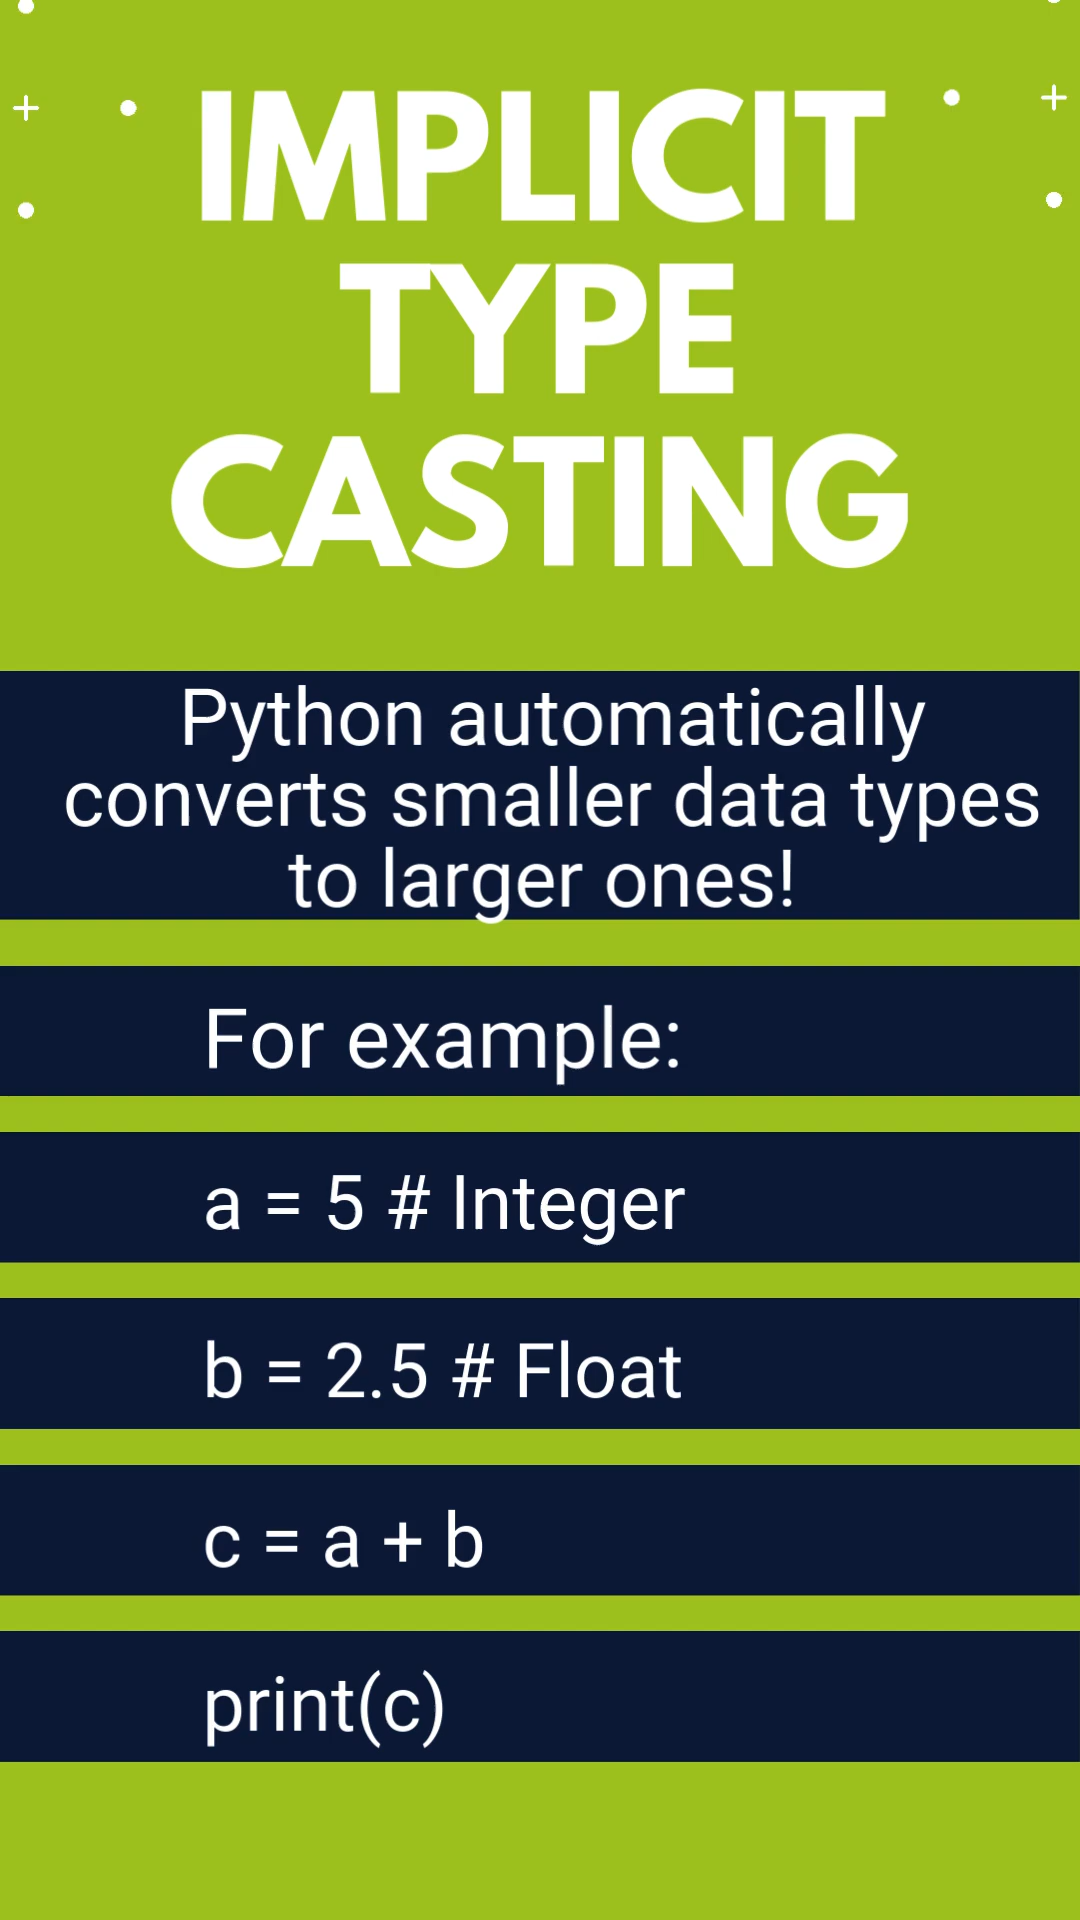 IMPLICIT
TYPE
CASTING
Python automatically
converts smaller data types
to larger ones!
For example:
a = 5 # Integer
b = 2.5 # Float
c = a + b
print(c)